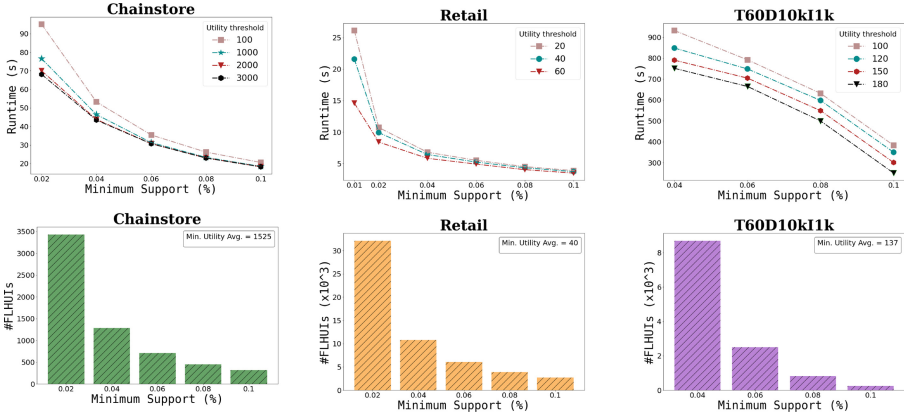 Chainstore
Utility threshold
100
1000
2000
3000
Runtime (s)
90
80
70
60
50
40
30
20
0.02 0.04 0.06 0.08 0.1
Minimum Support (%)
Retail
Utility threshold
20
40
60
Runtime (s)
25
20
15
10
5
0.01 0.02 0.04 0.06 0.08 0.1
Minimum Support (%)
T60D10kI1k
Utility threshold
100
120
150
180
Runtime (s)
900
800
700
600
500
400
300
0.04 0.06 0.08 0.1
Minimum Support (%)
Chainstore
Min. Utility Avg. = 1525
#FLHUIs
3500
3000
2500
2000
1500
1000
500
0
0.02 0.04 0.06 0.08 0.1
Minimum Support (%)
Retail
Min. Utility Avg. = 40
#FLHUIs (x10^3)
30
25
20
15
10
5
0
0.02 0.04 0.06 0.08 0.1
Minimum Support (%)
T60D10kI1k
Min. Utility Avg. = 137
#FLHUIs (x10^3)
8
6
4
2
0
0.04 0.06 0.08 0.1
Minimum Support (%)